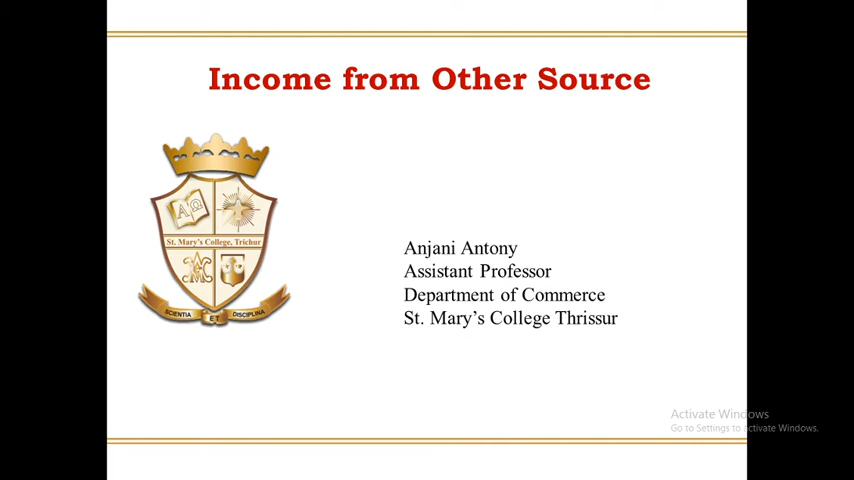 Income from Other Source
Α Ω
St. Mary's College, Trichur
SCIENTIA ET DISCIPLINA
Anjani Antony
Assistant Professor
Department of Commerce
St. Mary's College Thrissur
Activate Windows
Go to Settings to activate Windows.